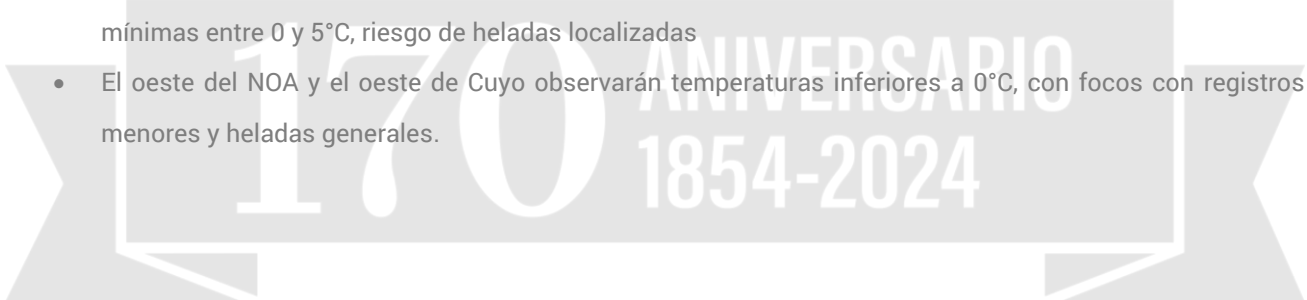 mínimas entre 0 y 5°C, riesgo de heladas localizadas
• El oeste del NOA y el oeste de Cuyo observarán temperaturas inferiores a 0°C, con focos con registros
menores y heladas generales.
170 ANIVERSARIO
1854-2024